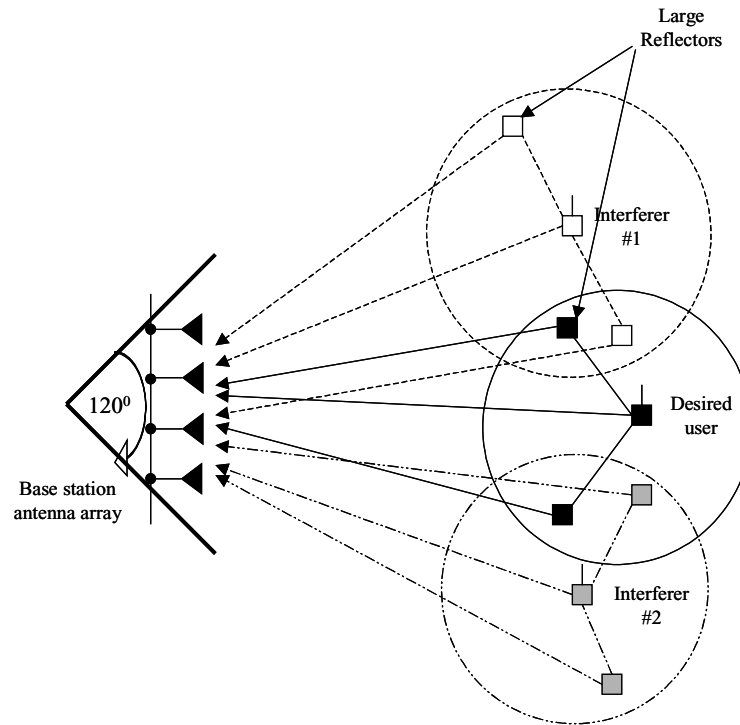 Large
Reflectors
Interferer
#1
120⁰
Desired
user
Base station
antenna array
Interferer
#2